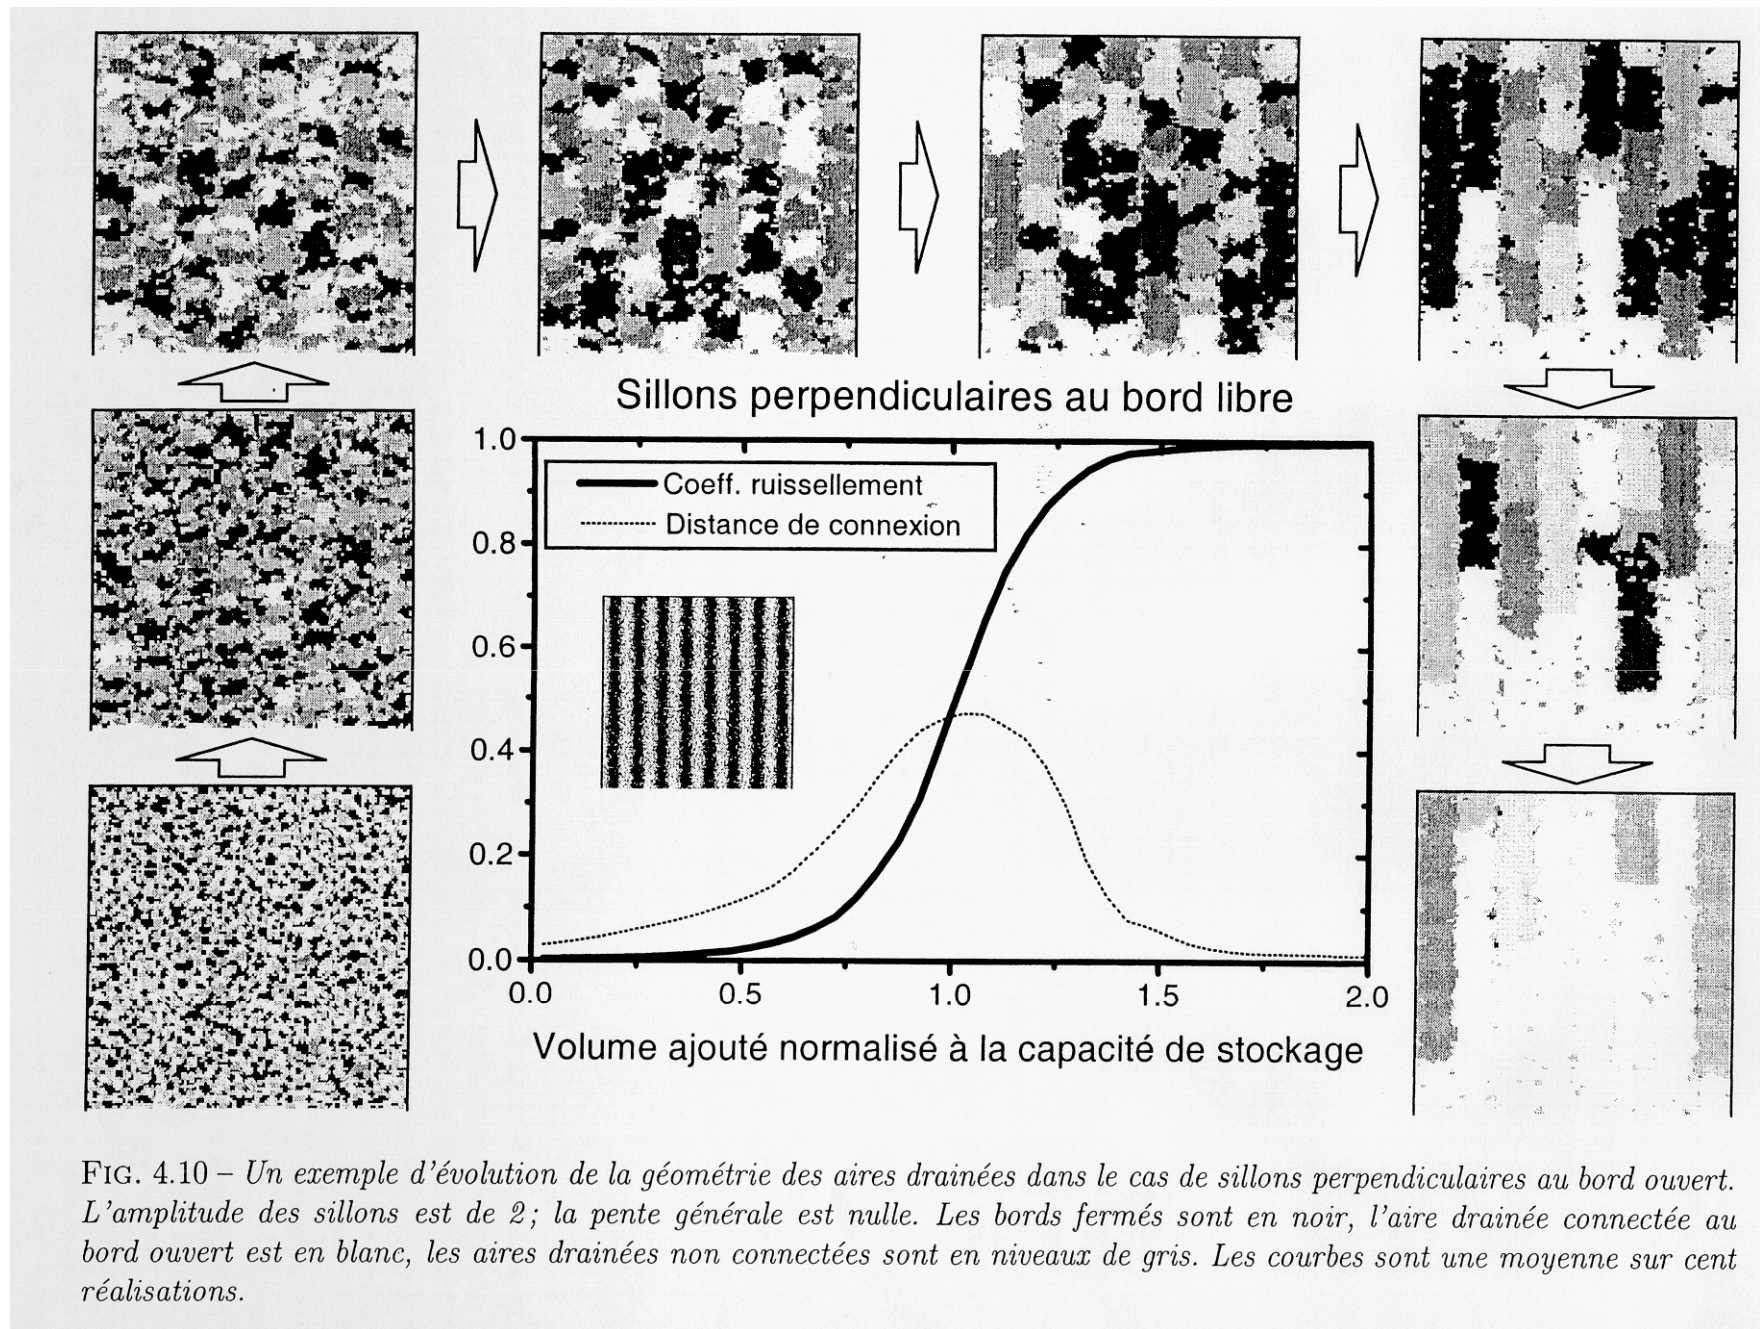 Sillons perpendiculaires au bord libre
1.0
Coeff. ruissellement
Distance de connexion
0.8
0.6
0.4
0.2
0.0
0.0 0.5 1.0 1.5 2.0
Volume ajouté normalisé à la capacité de stockage
FIG. 4.10 – Un exemple d'évolution de la géométrie des aires drainées dans le cas de sillons perpendiculaires au bord ouvert.
L'amplitude des sillons est de 2 ; la pente générale est nulle. Les bords fermés sont en noir, l'aire drainée connectée au
bord ouvert est en blanc, les aires drainées non connectées sont en niveaux de gris. Les courbes sont une moyenne sur cent
réalisations.